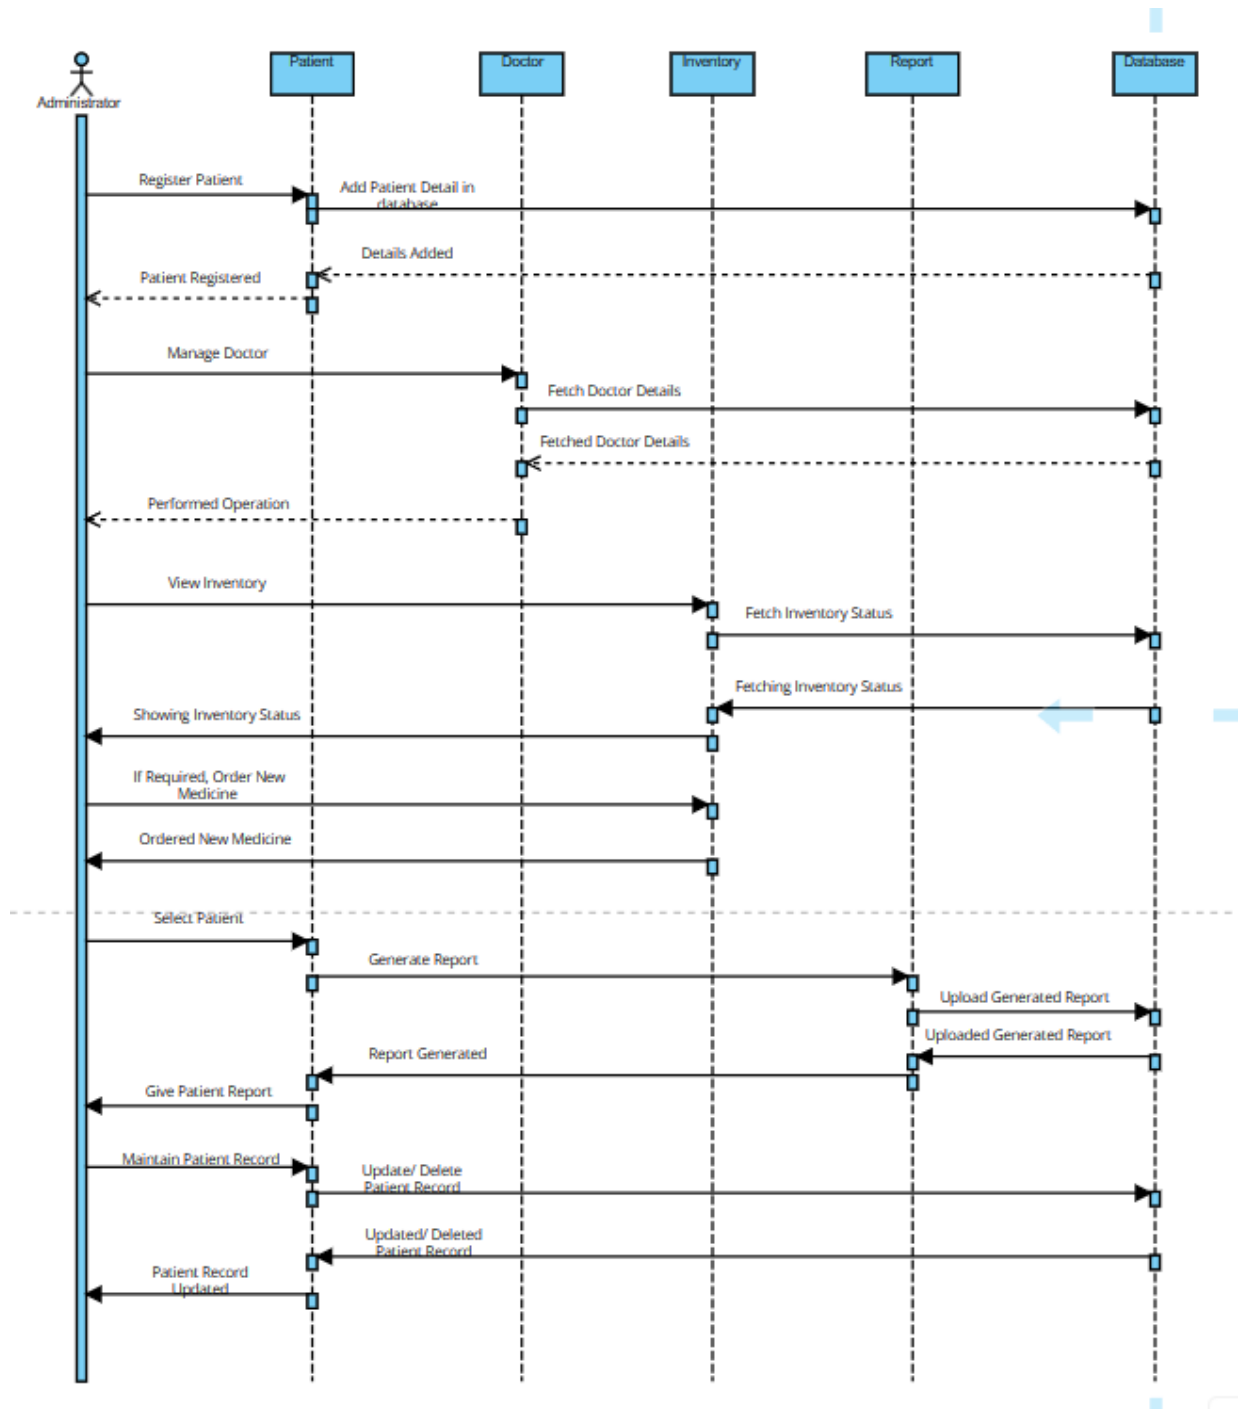 Patient
Doctor
Inventory
Report
Database
Administrator
Register Patient
Add Patient Detail in
database
Details Added
Patient Registered
Manage Doctor
Fetch Doctor Details
Fetched Doctor Details
Performed Operation
View Inventory
Fetch Inventory Status
Fetching Inventory Status
Showing Inventory Status
If Required, Order New
Medicine
Ordered New Medicine
Select Patient
Generate Report
Upload Generated Report
Uploaded Generated Report
Report Generated
Give Patient Report
Maintain Patient Record
Update/ Delete
Patient Record
Updated/ Deleted
Patient Record
Patient Record
Updated